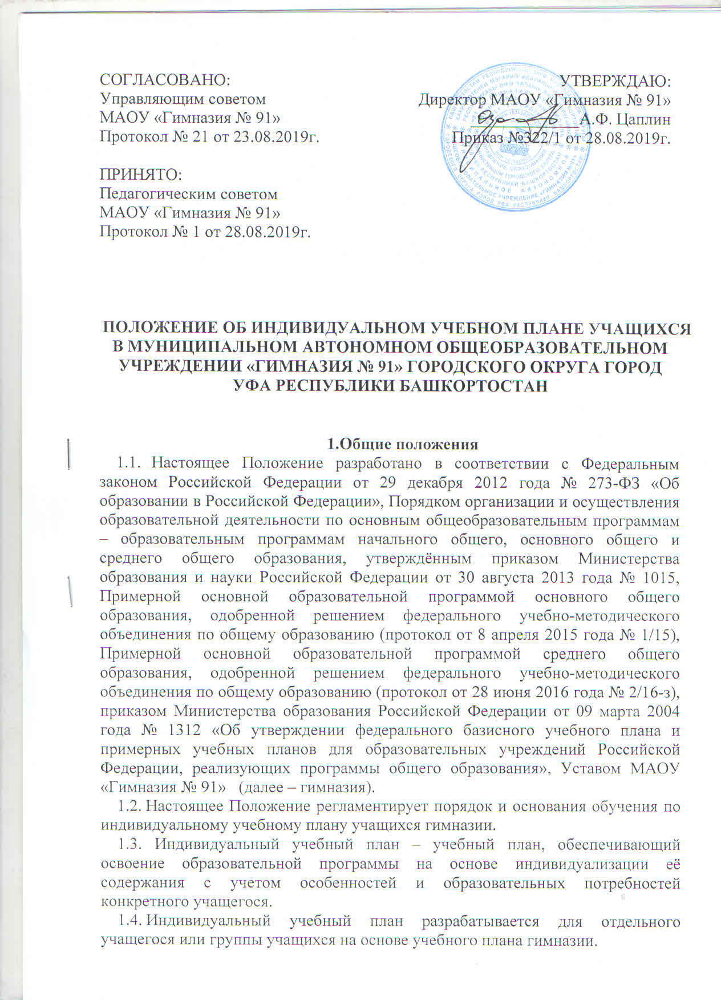 СОГЛАСОВАНО:
Управляющим советом
МАОУ «Гимназия № 91»
Протокол № 21 от 23.08.2019г.
УТВЕРЖДАЮ:
Директор МАОУ «Гимназия № 91»
А.Ф. Цаплин
Приказ №322/1 от 28.08.2019г.
ПРИНЯТО:
Педагогическим советом
МАОУ «Гимназия № 91»
Протокол № 1 от 28.08.2019г.
ПОЛОЖЕНИЕ ОБ ИНДИВИДУАЛЬНОМ УЧЕБНОМ ПЛАНЕ УЧАЩИХСЯ
В МУНИЦИПАЛЬНОМ АВТОНОМНОМ ОБЩЕОБРАЗОВАТЕЛЬНОМ
УЧРЕЖДЕНИИ «ГИМНАЗИЯ № 91» ГОРОДСКОГО ОКРУГА ГОРОД
УФА РЕСПУБЛИКИ БАШКОРТОСТАН
1.Общие положения
1.1. Настоящее Положение разработано в соответствии с Федеральным
законом Российской Федерации от 29 декабря 2012 года № 273-ФЗ «Об
образовании в Российской Федерации», Порядком организации и осуществления
образовательной деятельности по основным общеобразовательным программам
– образовательным программам начального общего, основного общего и
среднего общего образования, утверждённым приказом Министерства
образования и науки Российской Федерации от 30 августа 2013 года № 1015,
Примерной основной образовательной программой основного общего
образования, одобренной решением федерального учебно-методического
объединения по общему образованию (протокол от 8 апреля 2015 года № 1/15),
Примерной основной образовательной программой среднего общего
образования, одобренной решением федерального учебно-методического
объединения по общему образованию (протокол от 28 июня 2016 года № 2/16-з),
приказом Министерства образования Российской Федерации от 09 марта 2004
года № 1312 «Об утверждении федерального базисного учебного плана и
примерных учебных планов для образовательных учреждений Российской
Федерации, реализующих программы общего образования», Уставом МАОУ
«Гимназия № 91» (далее – гимназия).
1.2. Настоящее Положение регламентирует порядок и основания обучения по
индивидуальному учебному плану учащихся гимназии.
1.3. Индивидуальный учебный план – учебный план, обеспечивающий
освоение образовательной программы на основе индивидуализации её
содержания с учетом особенностей и образовательных потребностей
конкретного учащегося.
1.4. Индивидуальный учебный план разрабатывается для отдельного
учащегося или группы учащихся на основе учебного плана гимназии.